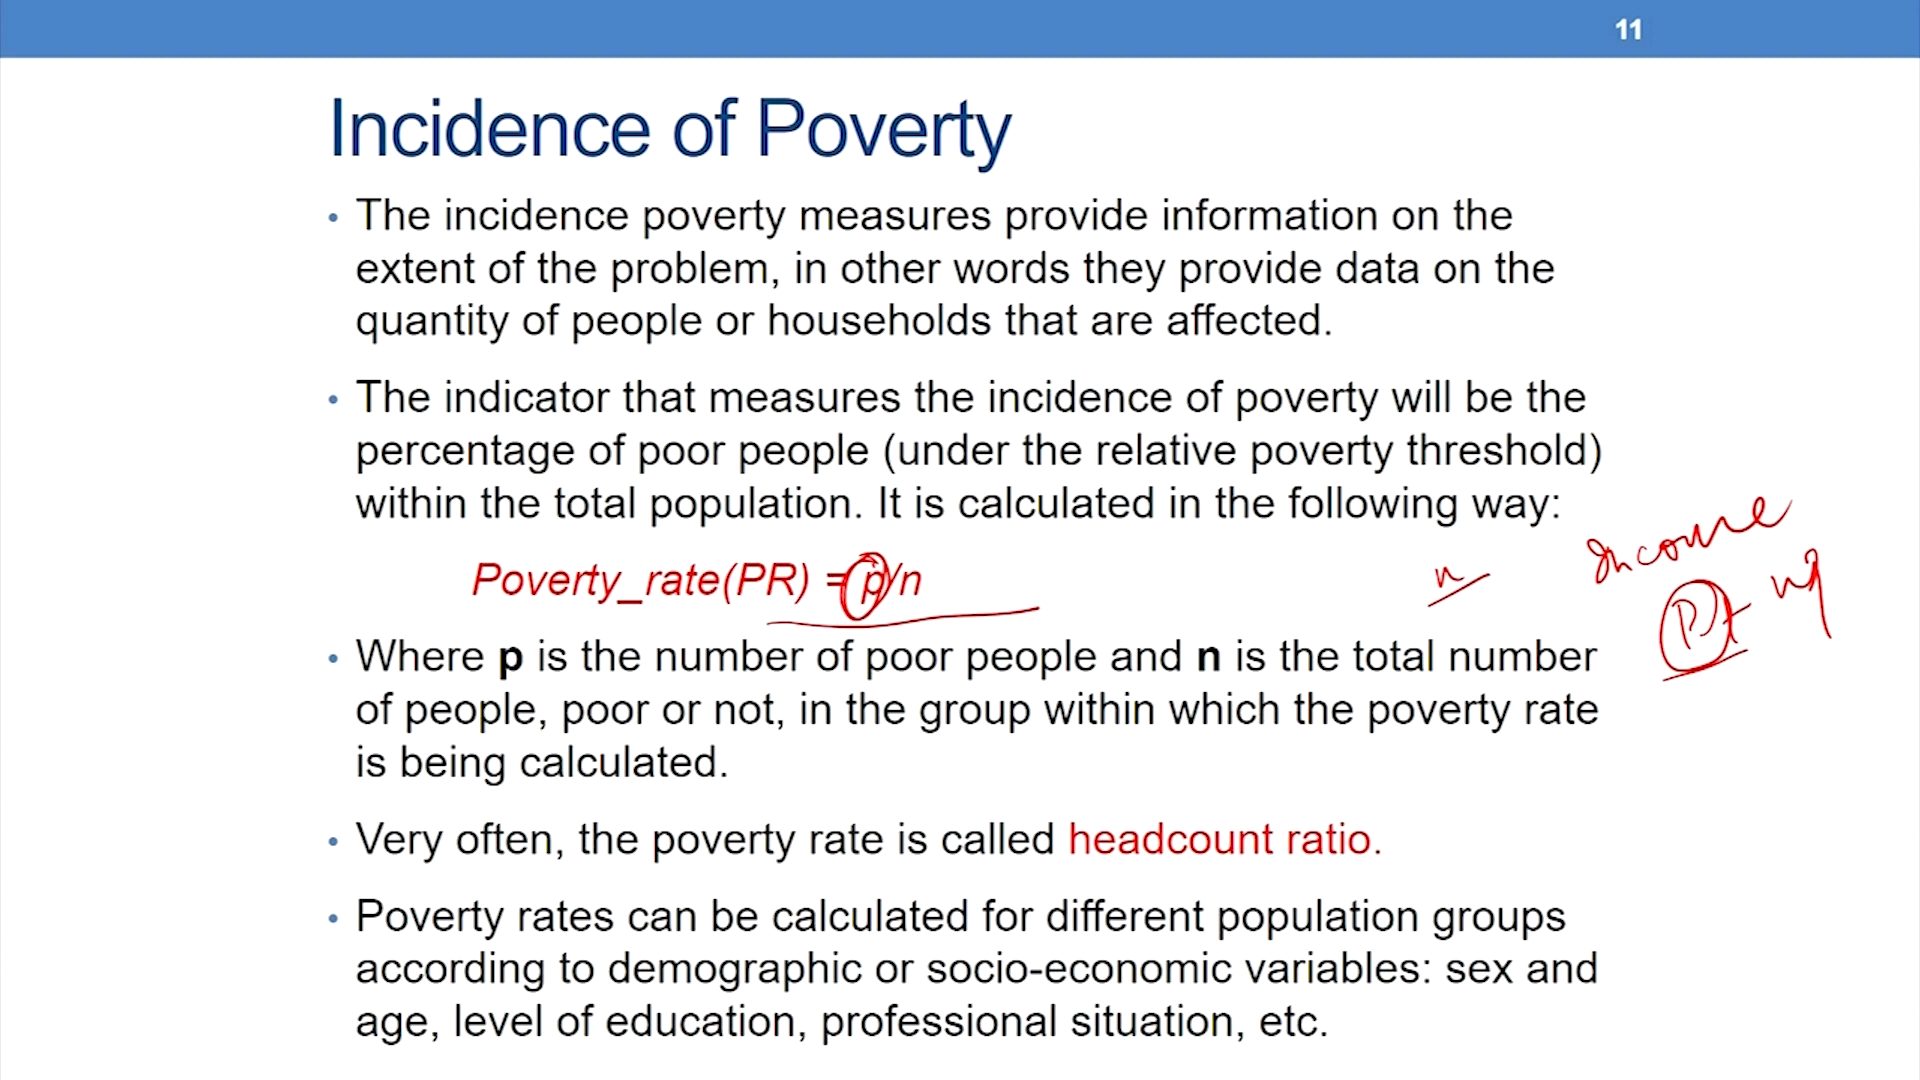 11
Incidence of Poverty
• The incidence poverty measures provide information on the
extent of the problem, in other words they provide data on the
quantity of people or households that are affected.
• The indicator that measures the incidence of poverty will be the
percentage of poor people (under the relative poverty threshold)
within the total population. It is calculated in the following way:
Income
Poverty_rate(PR) = p/n
n
P
• Where p is the number of poor people and n is the total number
of people, poor or not, in the group within which the poverty rate
is being calculated.
• Very often, the poverty rate is called headcount ratio.
• Poverty rates can be calculated for different population groups
according to demographic or socio-economic variables: sex and
age, level of education, professional situation, etc.